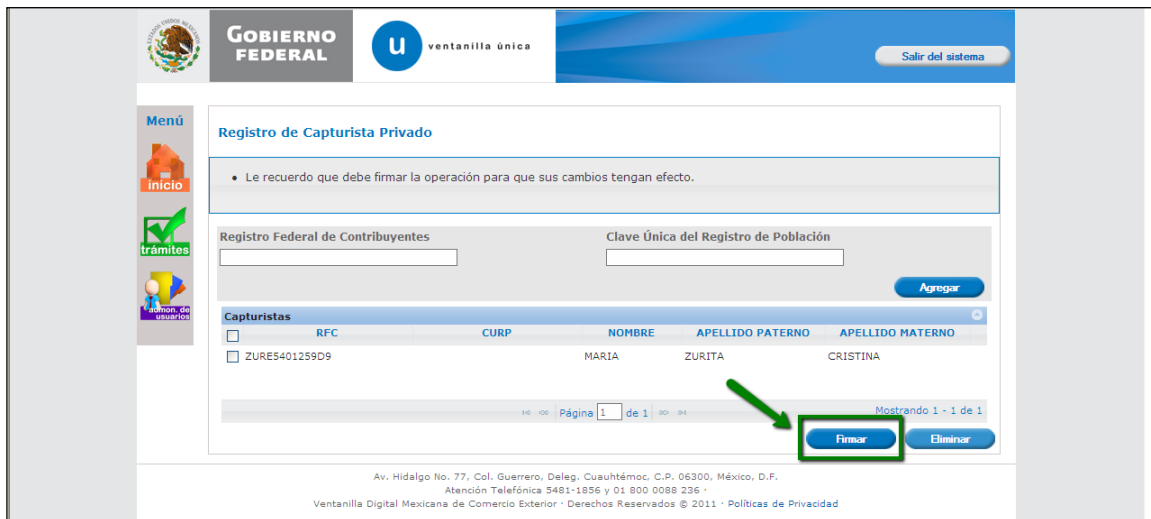 GOBIERNO
FEDERAL
u
ventanilla única
Salir del sistema
Menú
inicio
trámites
admon. de
usuarios
Registro de Capturista Privado
• Le recuerdo que debe firmar la operación para que sus cambios tengan efecto.
Registro Federal de Contribuyentes Clave Única del Registro de Población
Agregar
Capturistas
RFC CURP NOMBRE APELLIDO PATERNO APELLIDO MATERNO
ZURE5401259D9 MARIA ZURITA CRISTINA
Página 1 de 1 Mostrando 1 - 1 de 1
Firmar Eliminar
Av. Hidalgo No. 77, Col. Guerrero, Deleg. Cuauhtémoc, C.P. 06300, México, D.F.
Atención Telefónica 5481-1856 y 01 800 0088 236 ·
Ventanilla Digital Mexicana de Comercio Exterior · Derechos Reservados © 2011 · Políticas de Privacidad